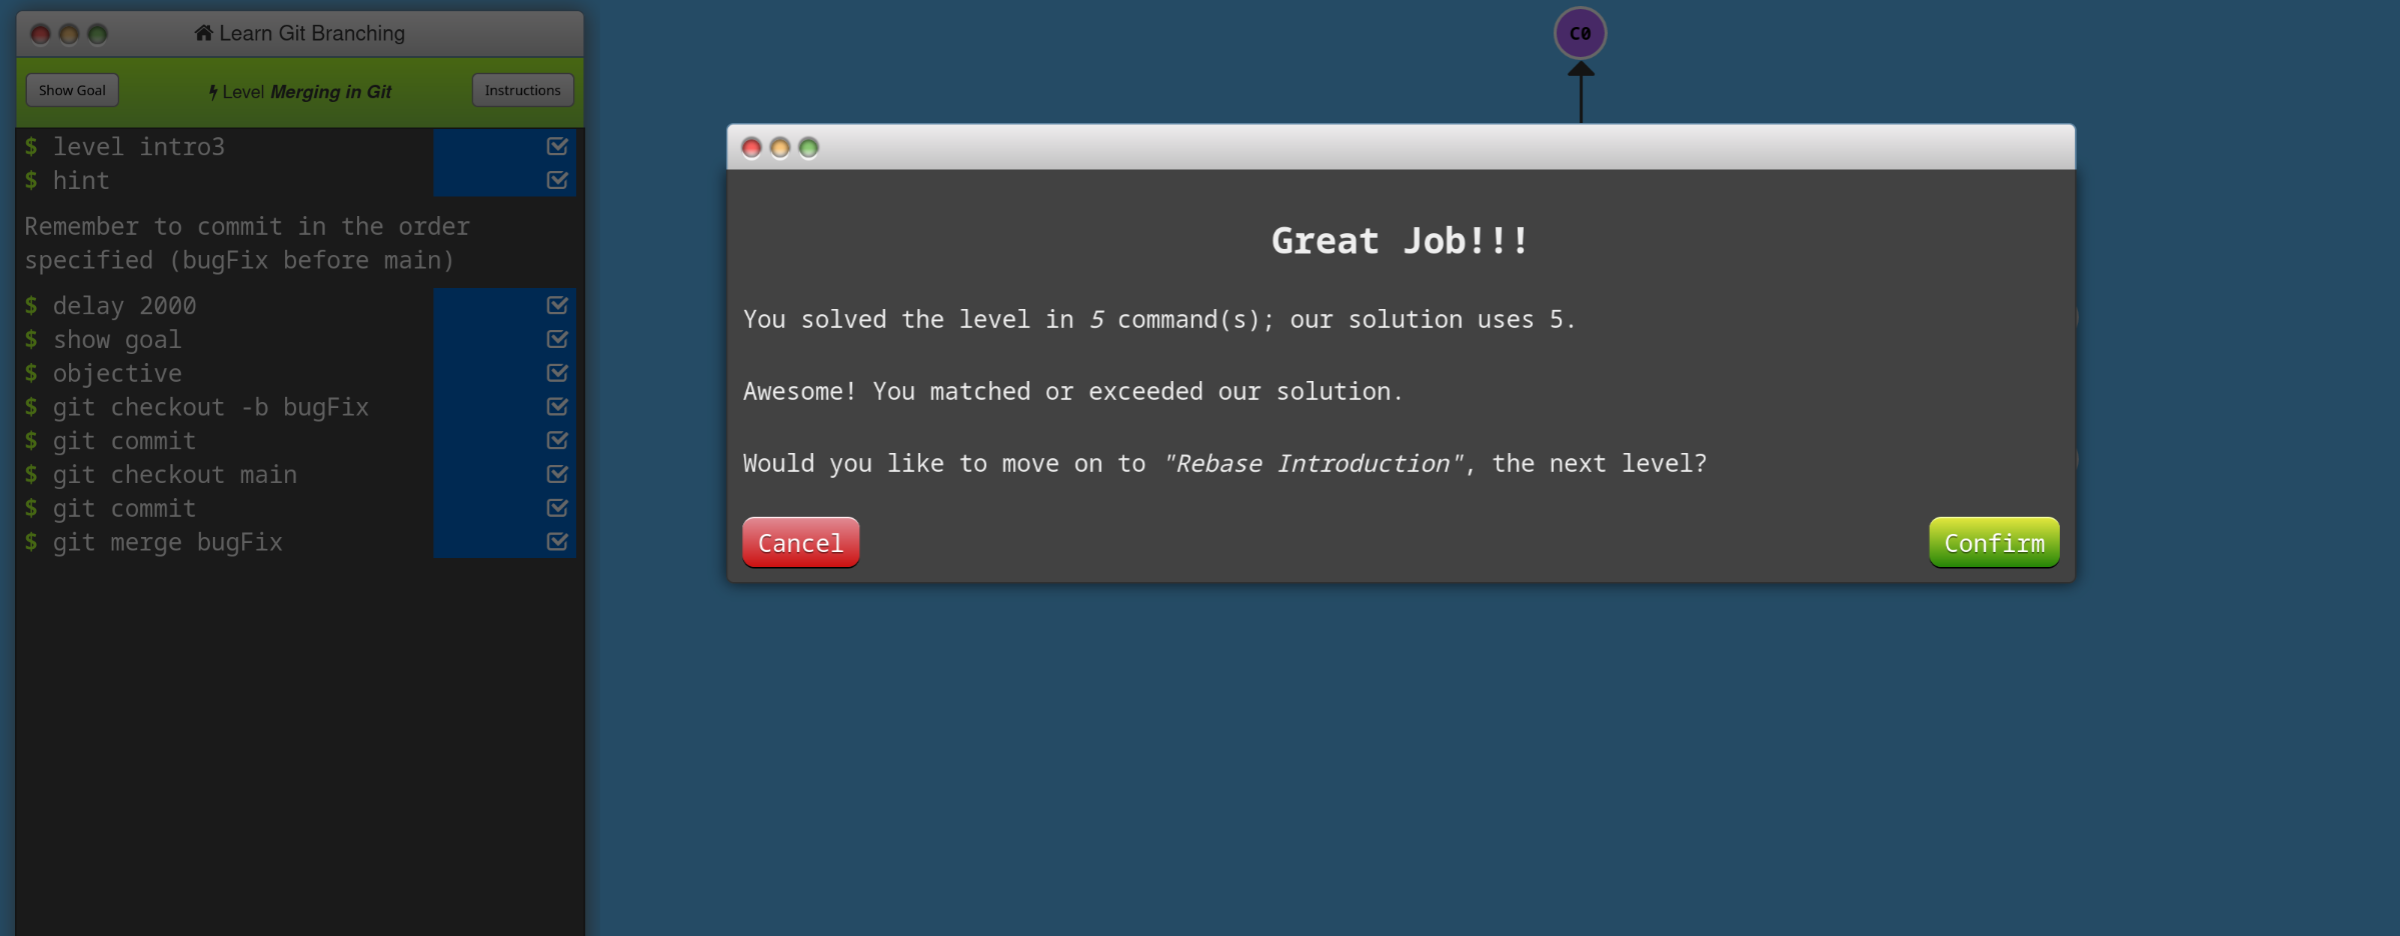 Learn Git Branching
Show Goal
Level Merging in Git
Instructions
$ level intro3
$ hint
Remember to commit in the order
specified (bugFix before main)
$ delay 2000
$ show goal
$ objective
$ git checkout -b bugFix
$ git commit
$ git checkout main
$ git commit
$ git merge bugFix
C0
Great Job!!!
You solved the level in 5 command(s); our solution uses 5.
Awesome! You matched or exceeded our solution.
Would you like to move on to "Rebase Introduction", the next level?
Cancel
Confirm